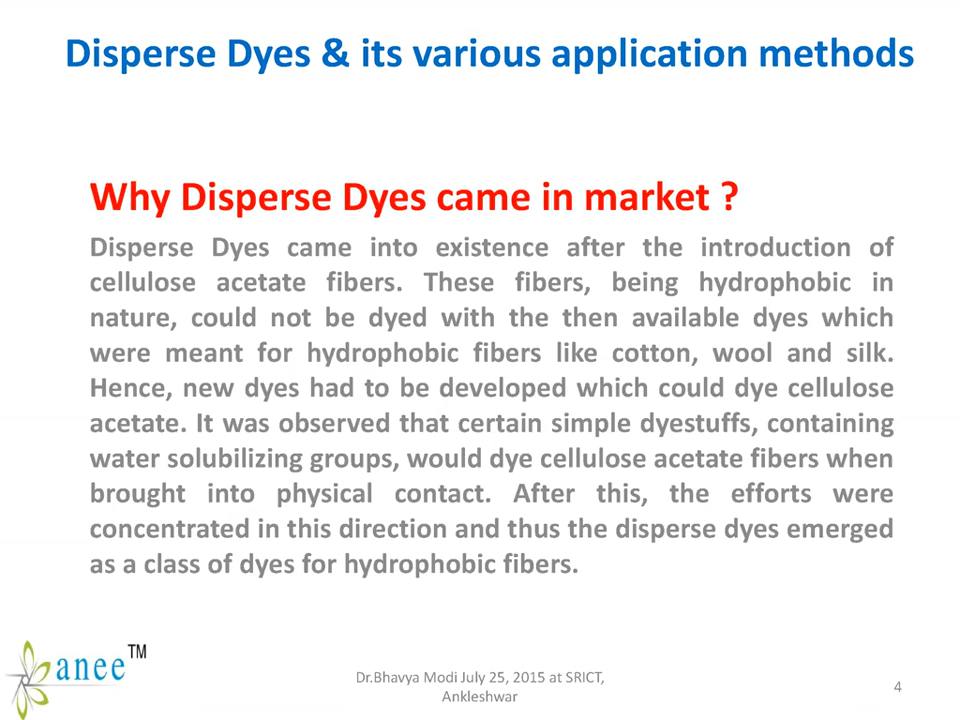 Disperse Dyes & its various application methods
Why Disperse Dyes came in market ?
Disperse Dyes came into existence after the introduction of
cellulose acetate fibers. These fibers, being hydrophobic in
nature, could not be dyed with the then available dyes which
were meant for hydrophobic fibers like cotton, wool and silk.
Hence, new dyes had to be developed which could dye cellulose
acetate. It was observed that certain simple dyestuffs, containing
water solubilizing groups, would dye cellulose acetate fibers when
brought into physical contact. After this, the efforts were
concentrated in this direction and thus the disperse dyes emerged
as a class of dyes for hydrophobic fibers.
anee TM
Dr.Bhavya Modi July 25, 2015 at SRICT,
Ankleshwar
4